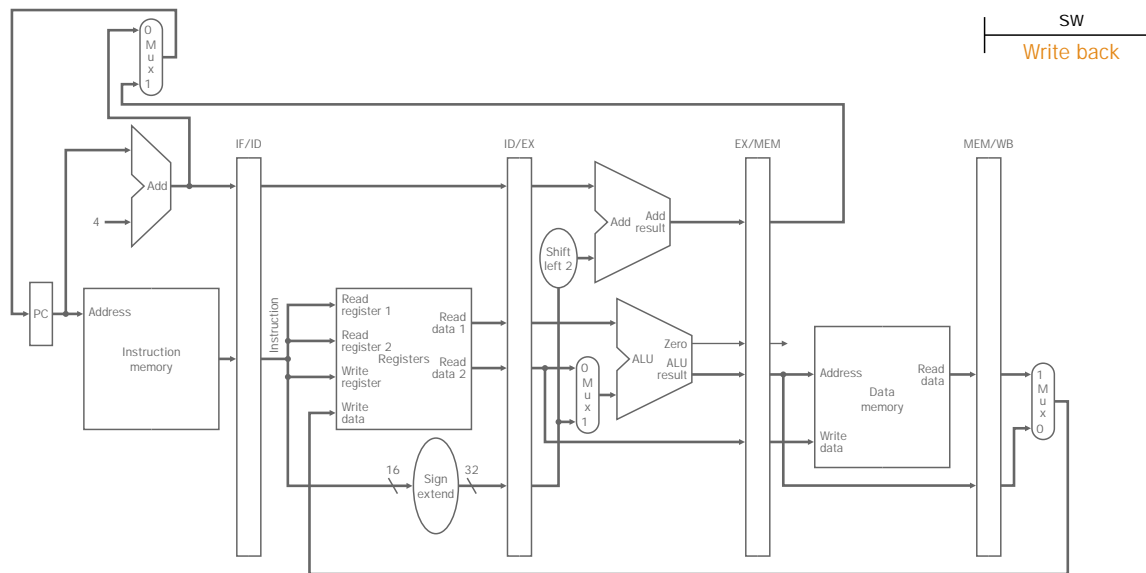 SW
Write back
0
M
u
x
1
IF/ID
ID/EX
EX/MEM
MEM/WB
Add
4
Add
Add
result
Shift
left 2
PC
Address
Instruction
memory
Instruction
Read
register 1
Read
register 2
Write
register
Write
data
Registers
Read
data 1
Read
data 2
0
M
u
x
1
ALU
Zero
ALU
result
Address
Write
data
Data
memory
Read
data
1
M
u
x
0
16
Sign
extend
32